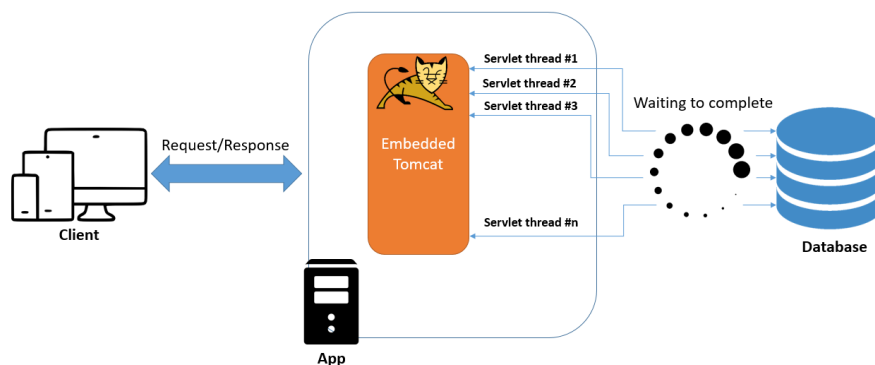 Servlet thread #1
Servlet thread #2
Servlet thread #3
Waiting to complete
Request/Response
Embedded
Tomcat
Servlet thread #n
Client
Database
App